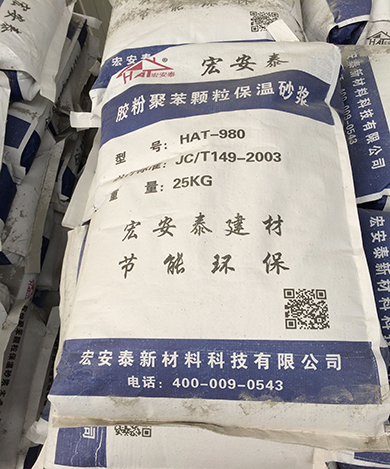 宏安泰
HAT宏安泰
®
宏安泰
胶粉聚苯颗粒保温砂浆
型 号：HAT-980
标准：JC/T149-2003
重 量：25KG
宏安泰建材
节能环保
宏安泰新材料科技有限公司
电话：400-009-0543